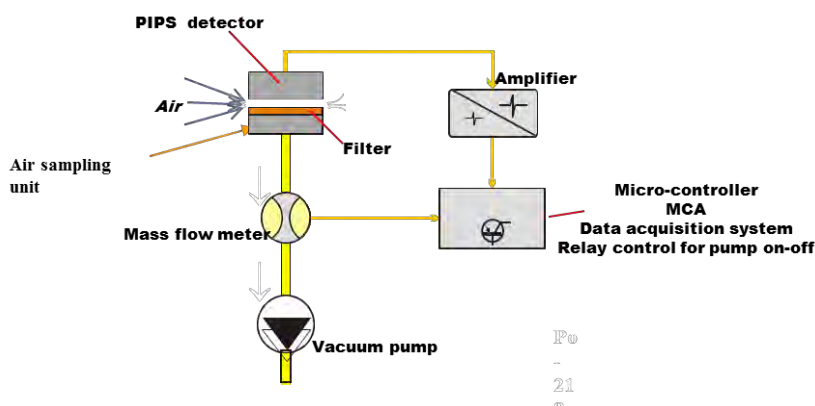 PIPS detector
Amplifier
Air
Filter
Air sampling
unit
Micro-controller
MCA
Data acquisition system
Relay control for pump on-off
Mass flow meter
Vacuum pump
Po
-
21